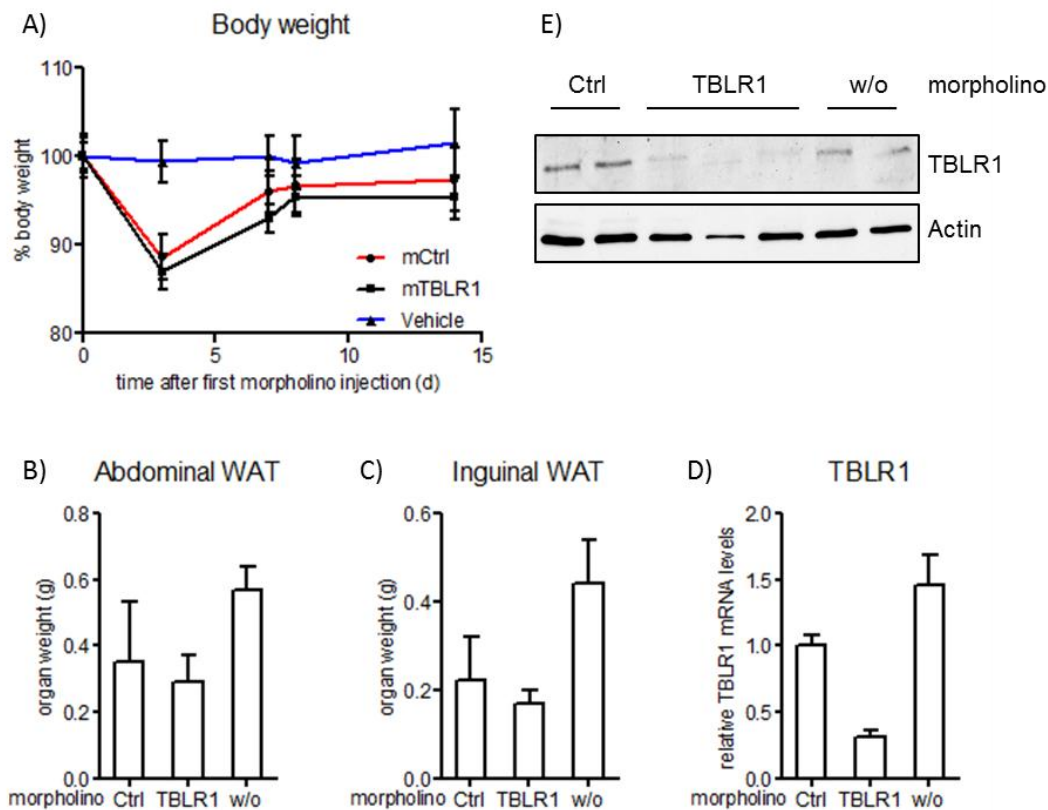 A)
Body weight
110
100
90
80
% body weight
0
5
10
15
time after first morpholino injection (d)
mCtrl
mTBLR1
Vehicle
E)
Ctrl TBLR1 w/o morpholino
TBLR1
Actin
B)
Abdominal WAT
0.8
0.6
0.4
0.2
0.0
organ weight (g)
morpholino Ctrl TBLR1 w/o
C)
Inguinal WAT
0.6
0.4
0.2
0.0
organ weight (g)
morpholino Ctrl TBLR1 w/o
D)
TBLR1
2.0
1.5
1.0
0.5
0.0
relative TBLR1 mRNA levels
morpholino Ctrl TBLR1 w/o